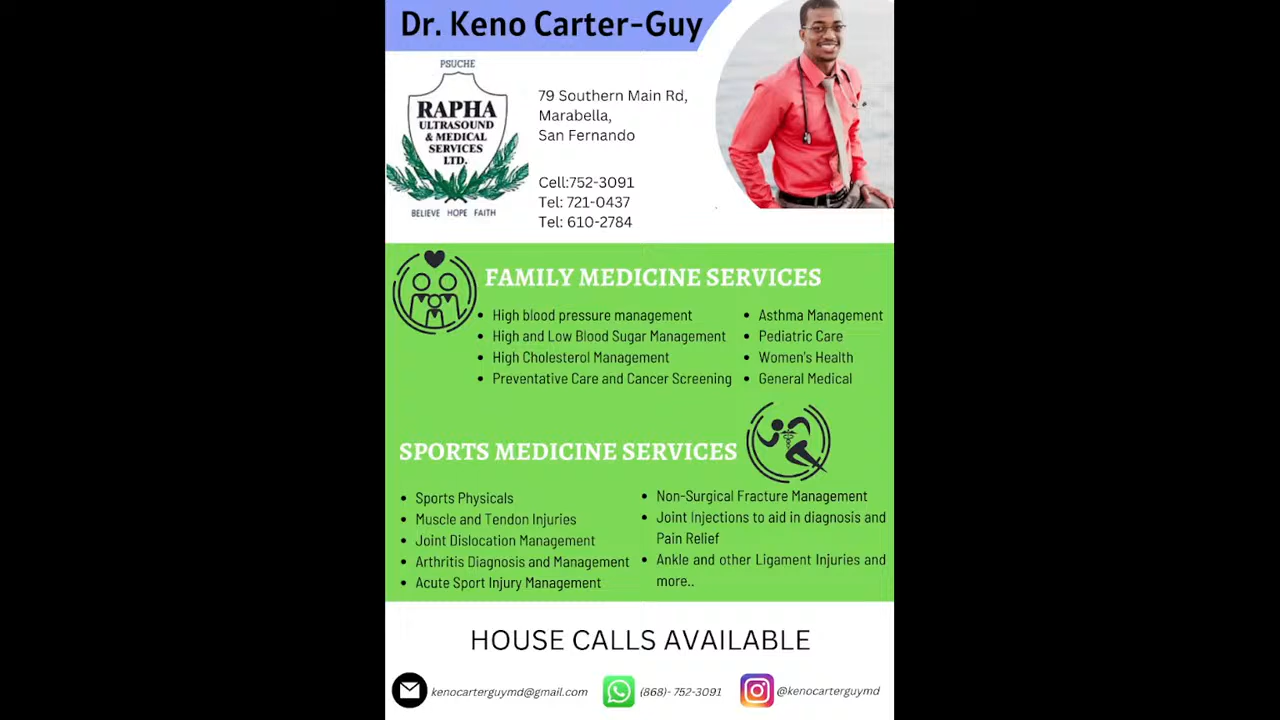 Dr. Keno Carter-Guy
PSUCHE
RAPHA
ULTRASOUND
& MEDICAL
SERVICES
LTD.
BELIEVE HOPE FAITH
79 Southern Main Rd,
Marabella,
San Fernando
Cell:752-3091
Tel: 721-0437
Tel: 610-2784
FAMILY MEDICINE SERVICES
• High blood pressure management
• High and Low Blood Sugar Management
• High Cholesterol Management
• Preventative Care and Cancer Screening
• Asthma Management
• Pediatric Care
• Women's Health
• General Medical
SPORTS MEDICINE SERVICES
• Sports Physicals
• Muscle and Tendon Injuries
• Joint Dislocation Management
• Arthritis Diagnosis and Management
• Acute Sport Injury Management
• Non-Surgical Fracture Management
• Joint Injections to aid in diagnosis and
Pain Relief
• Ankle and other Ligament Injuries and
more..
HOUSE CALLS AVAILABLE
kenocarterguymd@gmail.com
(868)- 752-3091
@kenocarterguymd